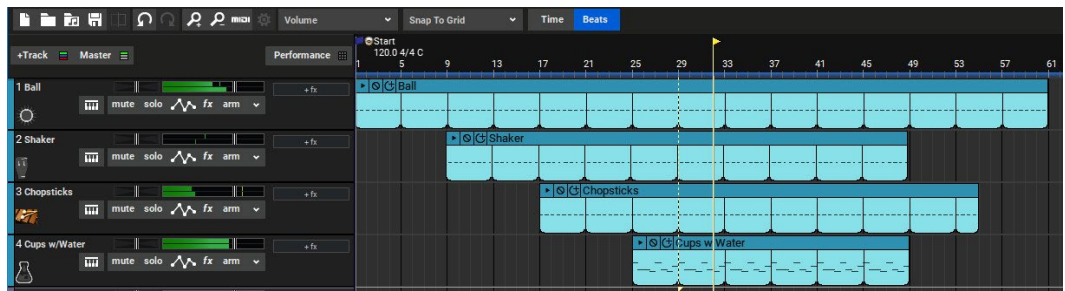 midi Volume Snap To Grid Time Beats
+Track Master Performance
Start
120.0 4/4 C
1 5 9 13 17 21 25 29 33 37 41 45 49 53 57 61
1 Ball
+ fx
mute solo fx arm
Ball
2 Shaker
+ fx
mute solo fx arm
Shaker
3 Chopsticks
+ fx
mute solo fx arm
Chopsticks
4 Cups w/Water
+ fx
mute solo fx arm
Cups w Water